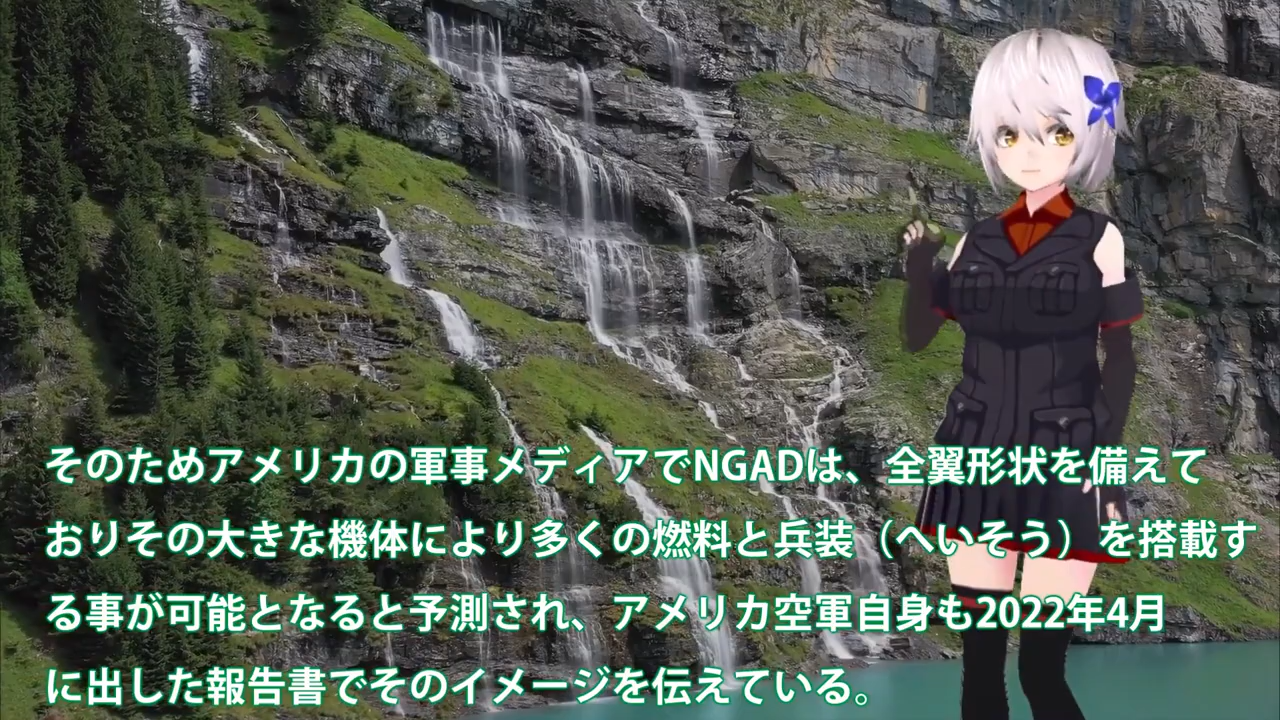 そのためアメリカの軍事メディアでNGADは、全翼形状を備えて
おりその大きな機体により多くの燃料と兵装（へいそう）を搭載す
る事が可能となると予測され、アメリカ空軍自身も2022年4月
に出した報告書でそのイメージを伝えている。